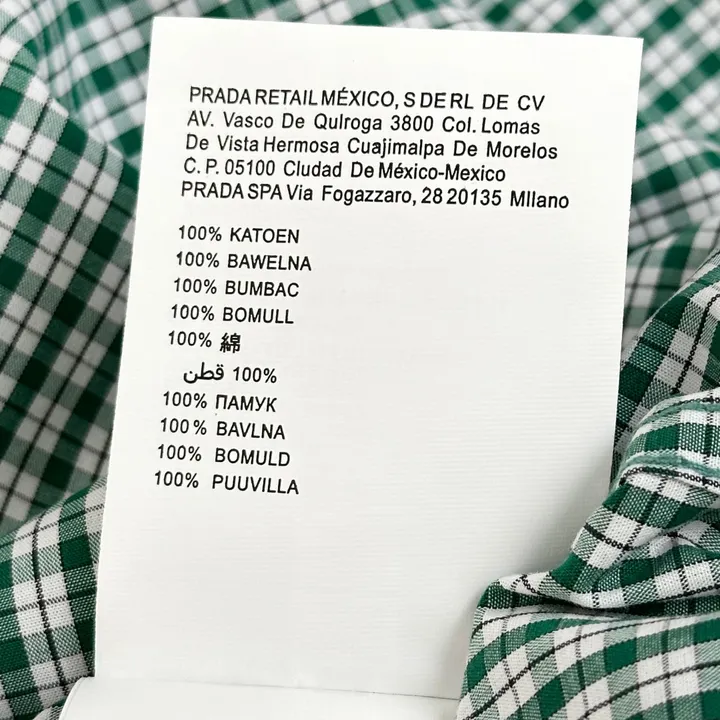 PRADA RETAIL MÉXICO, S DE RL DE CV
AV. Vasco De Qulroga 3800 Col. Lomas
De Vista Hermosa Cuajimalpa De Morelos
C. P. 05100 Cludad De México-Mexico
PRADA SPA Via Fogazzaro, 28 20135 MIlano
100% KATOEN
100% BAWELNA
100% BUMBAC
100% BOMULL
100% 綿
100% قطن
100% ПАМУК
100% BAVLNA
100% BOMULD
100% PUUVILLA